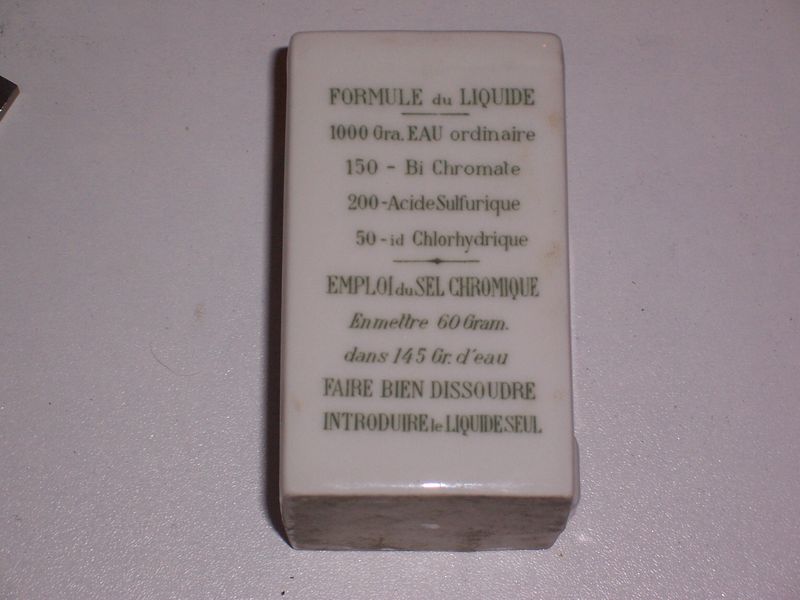 FORMULE du LIQUIDE
1000 Gra. EAU ordinaire
150 - Bi Chromate
200 - Acide Sulfurique
50 - id Chlorhydrique
EMPLOI du SEL CHROMIQUE
En mettre 60 Gram.
dans 145 Gr. d'eau
FAIRE BIEN DISSOUDRE
INTRODUIRE le LIQUIDE SEUL